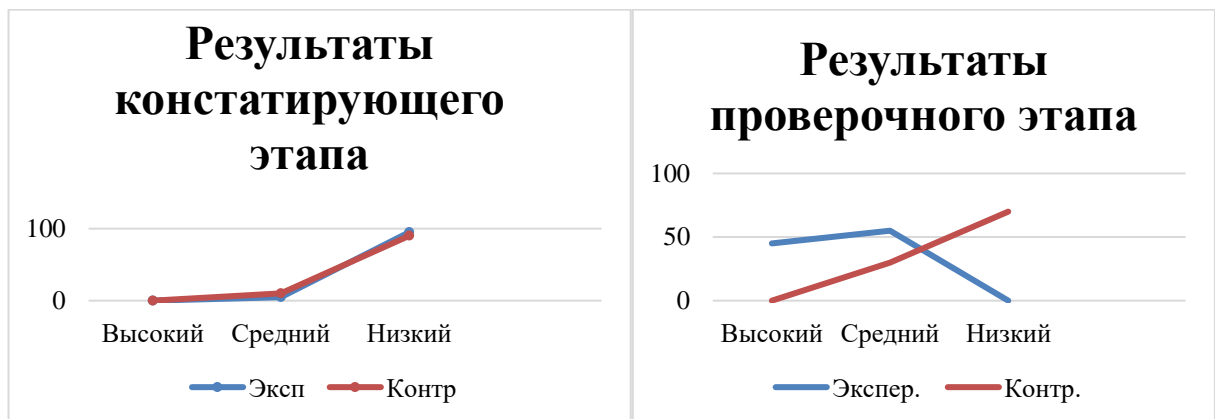 Результаты
констатирующего
этапа
100
0
Высокий Средний Низкий
Эксп Контр
Результаты
проверочного этапа
100
50
0
Высокий Средний Низкий
Экспер. Контр.